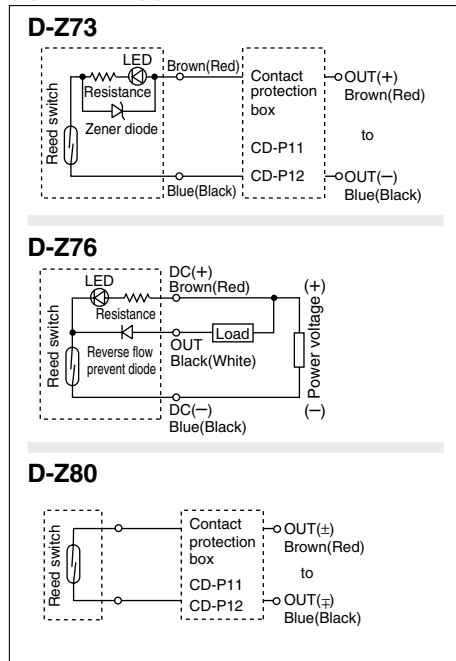 D-Z73
LED
Brown(Red)
Resistance
Zener diode
Reed switch
Blue(Black)
Contact
protection
box
CD-P11
CD-P12
OUT(+)
Brown(Red)
to
OUT(−)
Blue(Black)
D-Z76
LED
DC(+)
Brown(Red)
Resistance
Reed switch
Reverse flow
prevent diode
OUT
Black(White)
Load
DC(−)
Blue(Black)
(+)
Power voltage
(−)
D-Z80
Reed switch
Contact
protection
box
CD-P11
CD-P12
OUT(±)
Brown(Red)
to
OUT(∓)
Blue(Black)